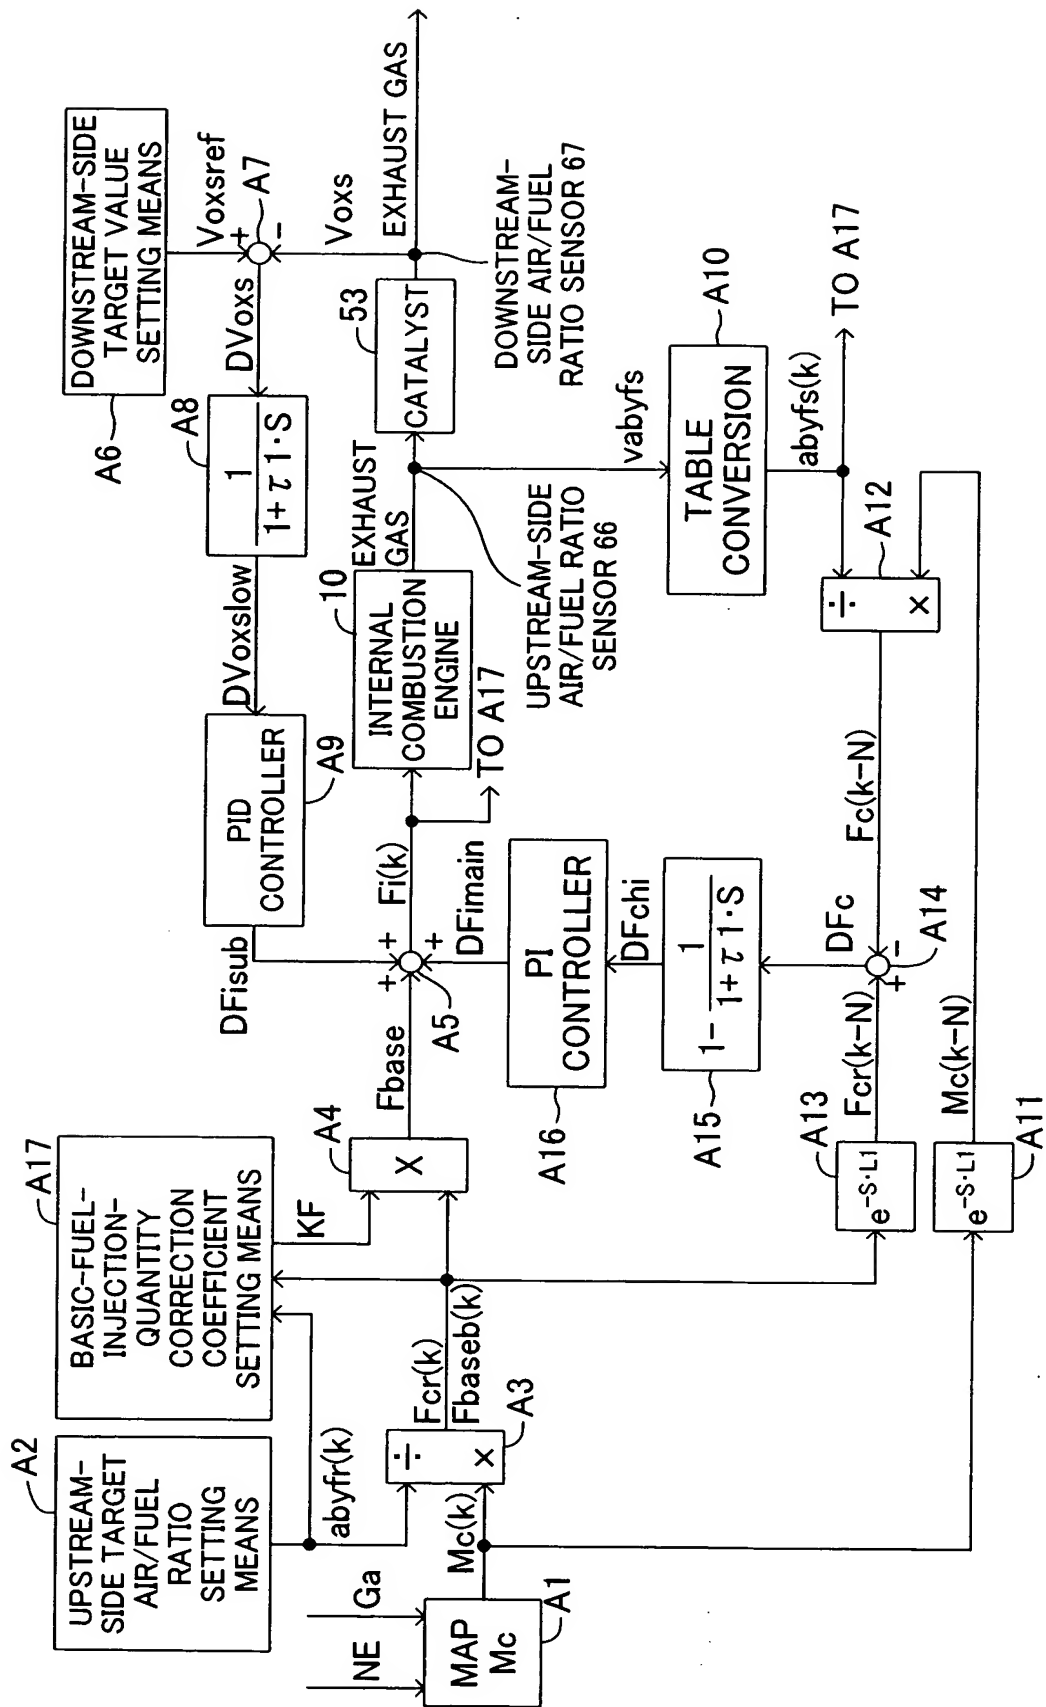 A2
UPSTREAM-
SIDE TARGET
AIR/FUEL
RATIO
SETTING
MEANS
A17
BASIC-FUEL-
INJECTION-
QUANTITY
CORRECTION
COEFFICIENT
SETTING MEANS
abyfr(k)
KF
NE
Ga
MAP
Mc
A1
Mc(k)
÷
×
A3
Fcr(k)
Fbaseb(k)
A4
X
Fbase
A5
+
+
+
DFisub
PID
CONTROLLER
A9
DVoxslow
A8
1
1+τ1·S
DVoxs
A6
DOWNSTREAM-SIDE
TARGET VALUE
SETTING MEANS
Voxsref
+
-
A7
Voxs
Fi(k)
TO A17
10
INTERNAL
COMBUSTION
ENGINE
EXHAUST
GAS
53
CATALYST
EXHAUST GAS
UPSTREAM-SIDE
AIR/FUEL RATIO
SENSOR 66
DOWNSTREAM-
SIDE AIR/FUEL
RATIO SENSOR 67
DFimain
PI
CONTROLLER
A16
DFchi
1-
1
1+τ1·S
A15
DFc
+
-
A14
vabyfs
TABLE
CONVERSION
A10
abyfs(k)
TO A17
A12
÷
×
Fc(k-N)
A13
e-S·L1
Fcr(k-N)
e-S·L1
A11
Mc(k-N)